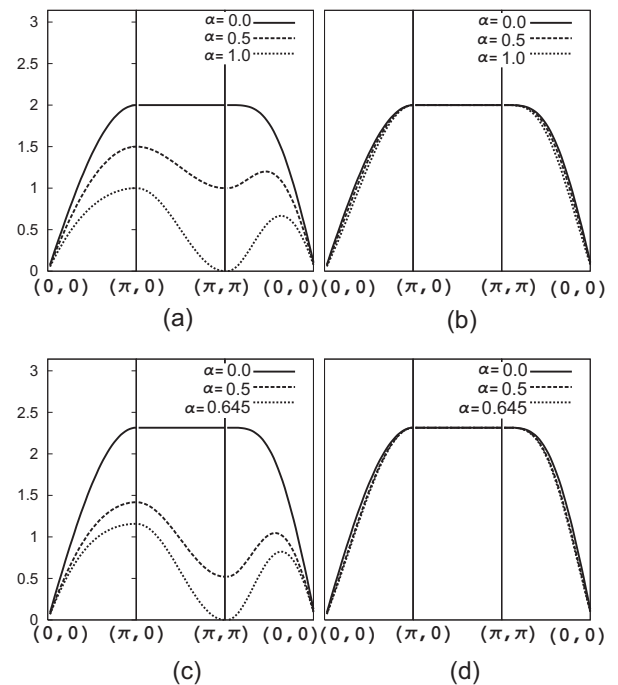 3
2.5
2
1.5
1
0.5
0
α= 0.0
α= 0.5
α= 1.0
α= 0.0
α= 0.5
α= 1.0
(0,0) (π,0) (π,π) (0,0) (0,0) (π,0) (π,π) (0,0)
(a) (b)
3
2.5
2
1.5
1
0.5
0
α= 0.0
α= 0.5
α= 0.645
α= 0.0
α= 0.5
α= 0.645
(0,0) (π,0) (π,π) (0,0) (0,0) (π,0) (π,π) (0,0)
(c) (d)